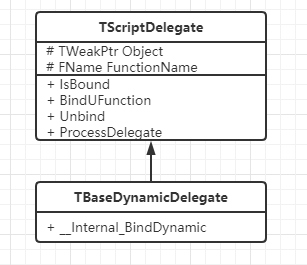 TScriptDelegate
# TWeakPtr Object
# FName FunctionName
+ IsBound
+ BindUFunction
+ Unbind
+ ProcessDelegate
TBaseDynamicDelegate
+ __Internal_BindDynamic